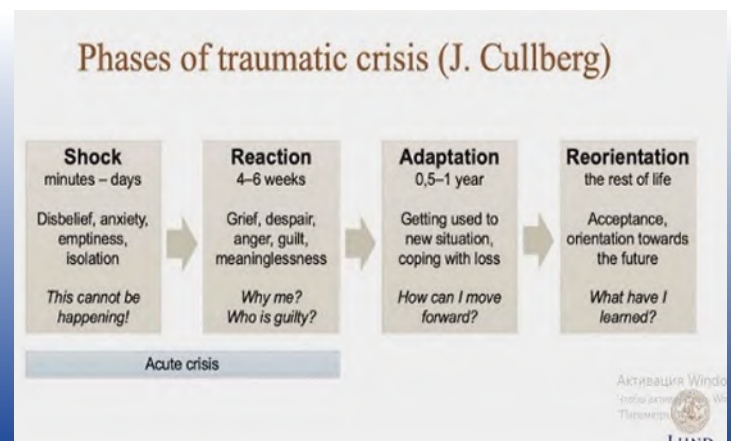 Phases of traumatic crisis (J. Cullberg)
Shock
minutes – days
Disbelief, anxiety,
emptiness,
isolation
This cannot be
happening!
Reaction
4–6 weeks
Grief, despair,
anger, guilt,
meaninglessness
Why me?
Who is guilty?
Adaptation
0,5–1 year
Getting used to
new situation,
coping with loss
How can I move
forward?
Reorientation
the rest of life
Acceptance,
orientation towards
the future
What have I
learned?
Acute crisis
Активация Windo
LUND